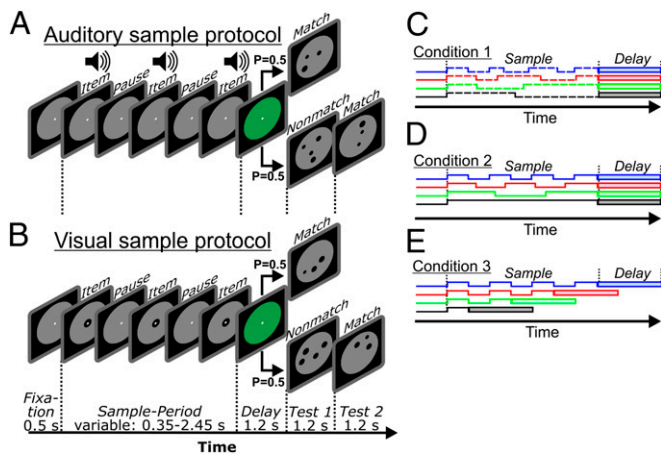 A
Auditory sample protocol
Item
Pause
Item
Pause
Item
P=0.5
Match
P=0.5
Nonmatch
Match
B
Visual sample protocol
Item
Pause
Item
Pause
Item
P=0.5
Match
P=0.5
Nonmatch
Match
Fixa-
tion
0.5 s
Sample-Period
variable: 0.35-2.45 s
Delay
1.2 s
Test 1
1.2 s
Test 2
1.2 s
Time
C
Condition 1
Sample
Delay
Time
D
Condition 2
Sample
Delay
Time
E
Condition 3
Sample
Delay
Time